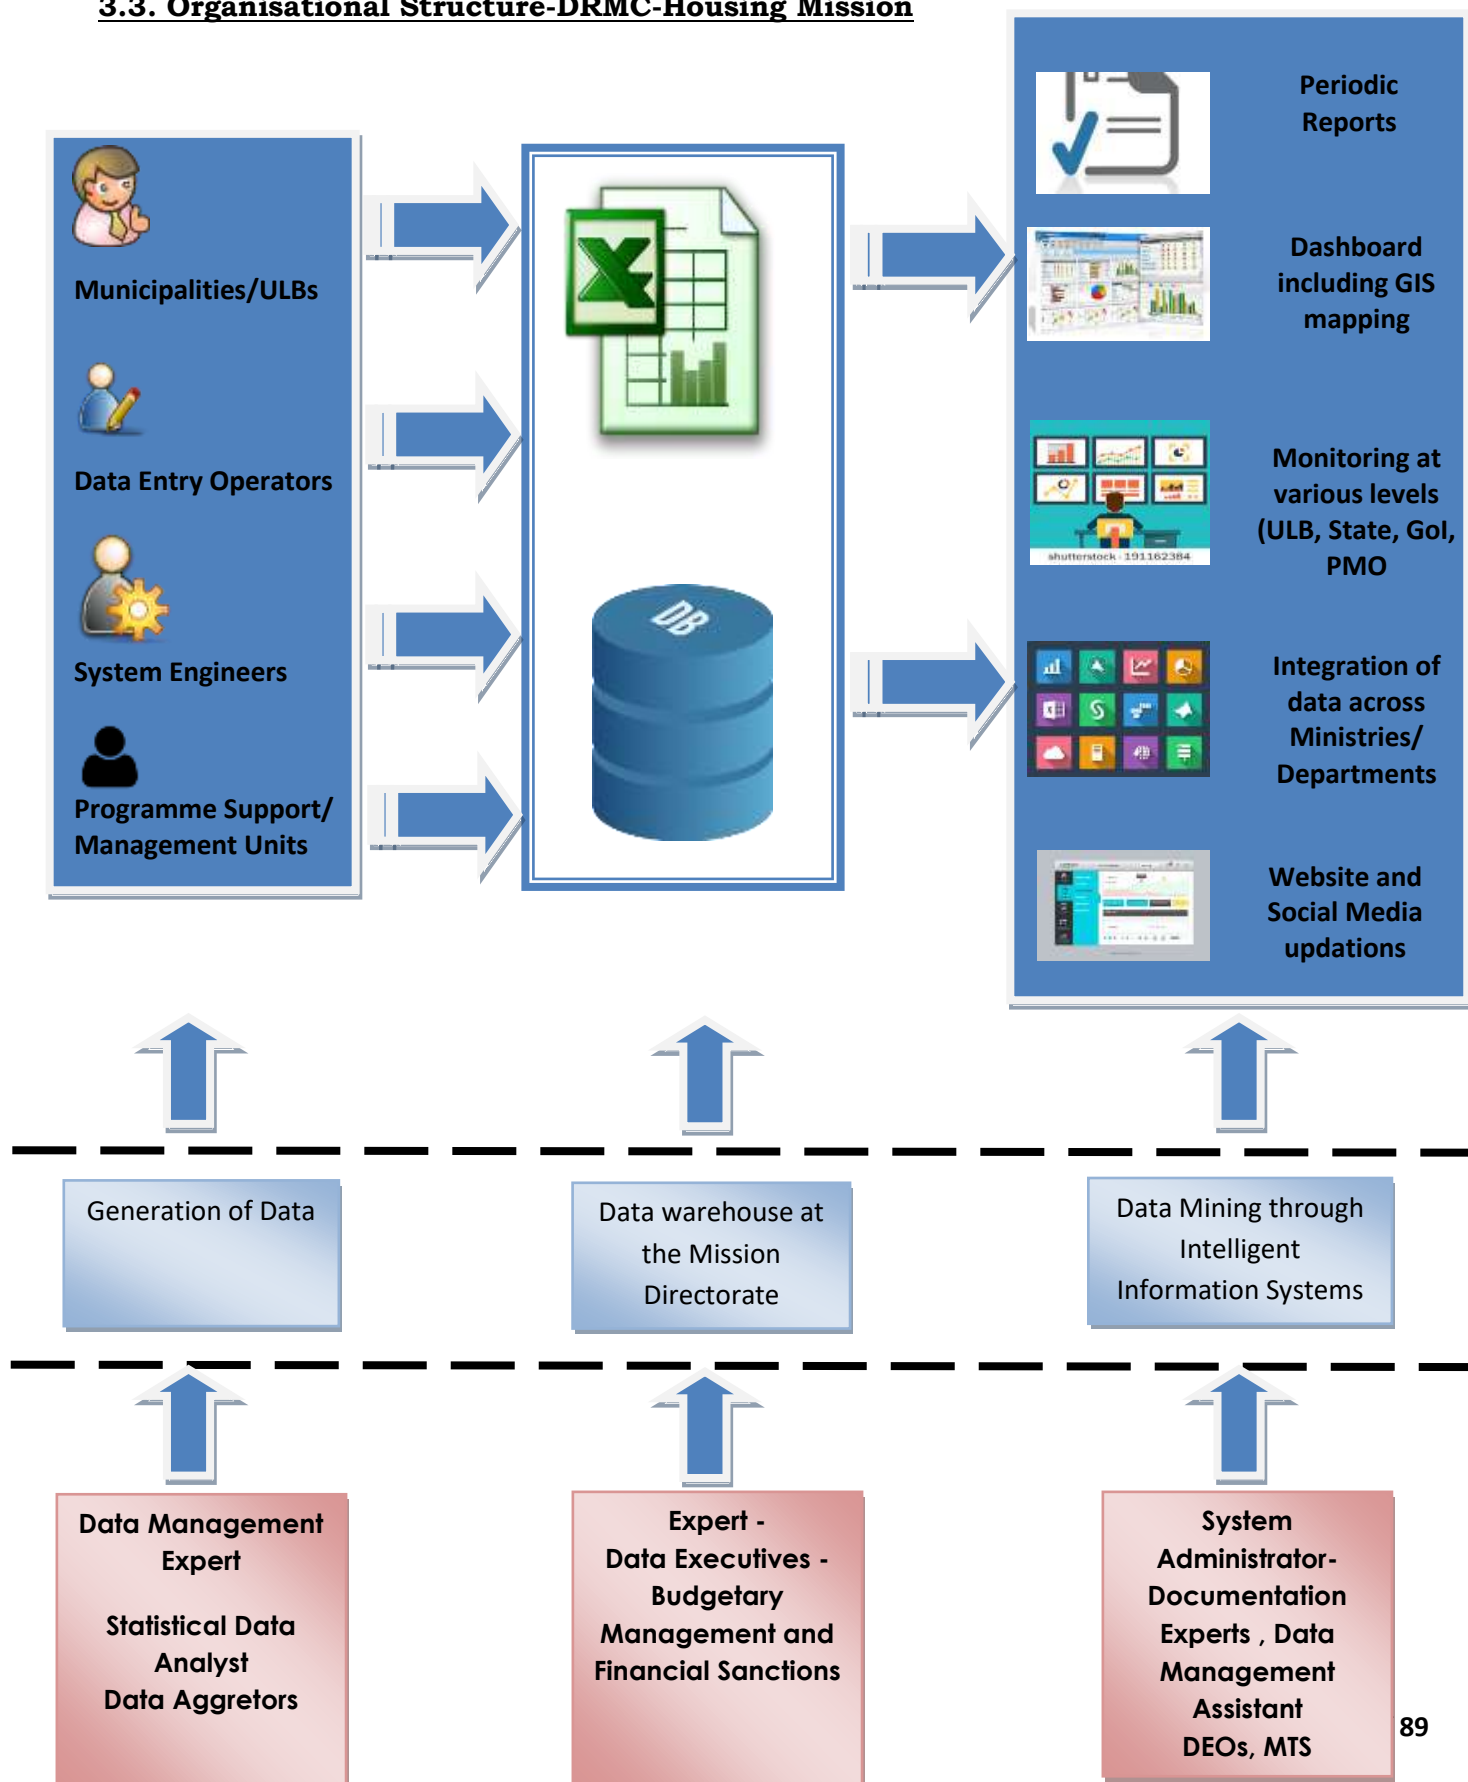 3.3. Organisational Structure-DRMC-Housing Mission
Municipalities/ULBs
Data Entry Operators
System Engineers
Programme Support/
Management Units
DB
Periodic
Reports
Dashboard
including GIS
mapping
shutterstock · 191162384
Monitoring at
various levels
(ULB, State, GoI,
PMO
Integration of
data across
Ministries/
Departments
Website and
Social Media
updations
Generation of Data
Data warehouse at
the Mission
Directorate
Data Mining through
Intelligent
Information Systems
Data Management
Expert
Statistical Data
Analyst
Data Aggretors
Expert -
Data Executives -
Budgetary
Management and
Financial Sanctions
System
Administrator-
Documentation
Experts , Data
Management
Assistant
DEOs, MTS
89